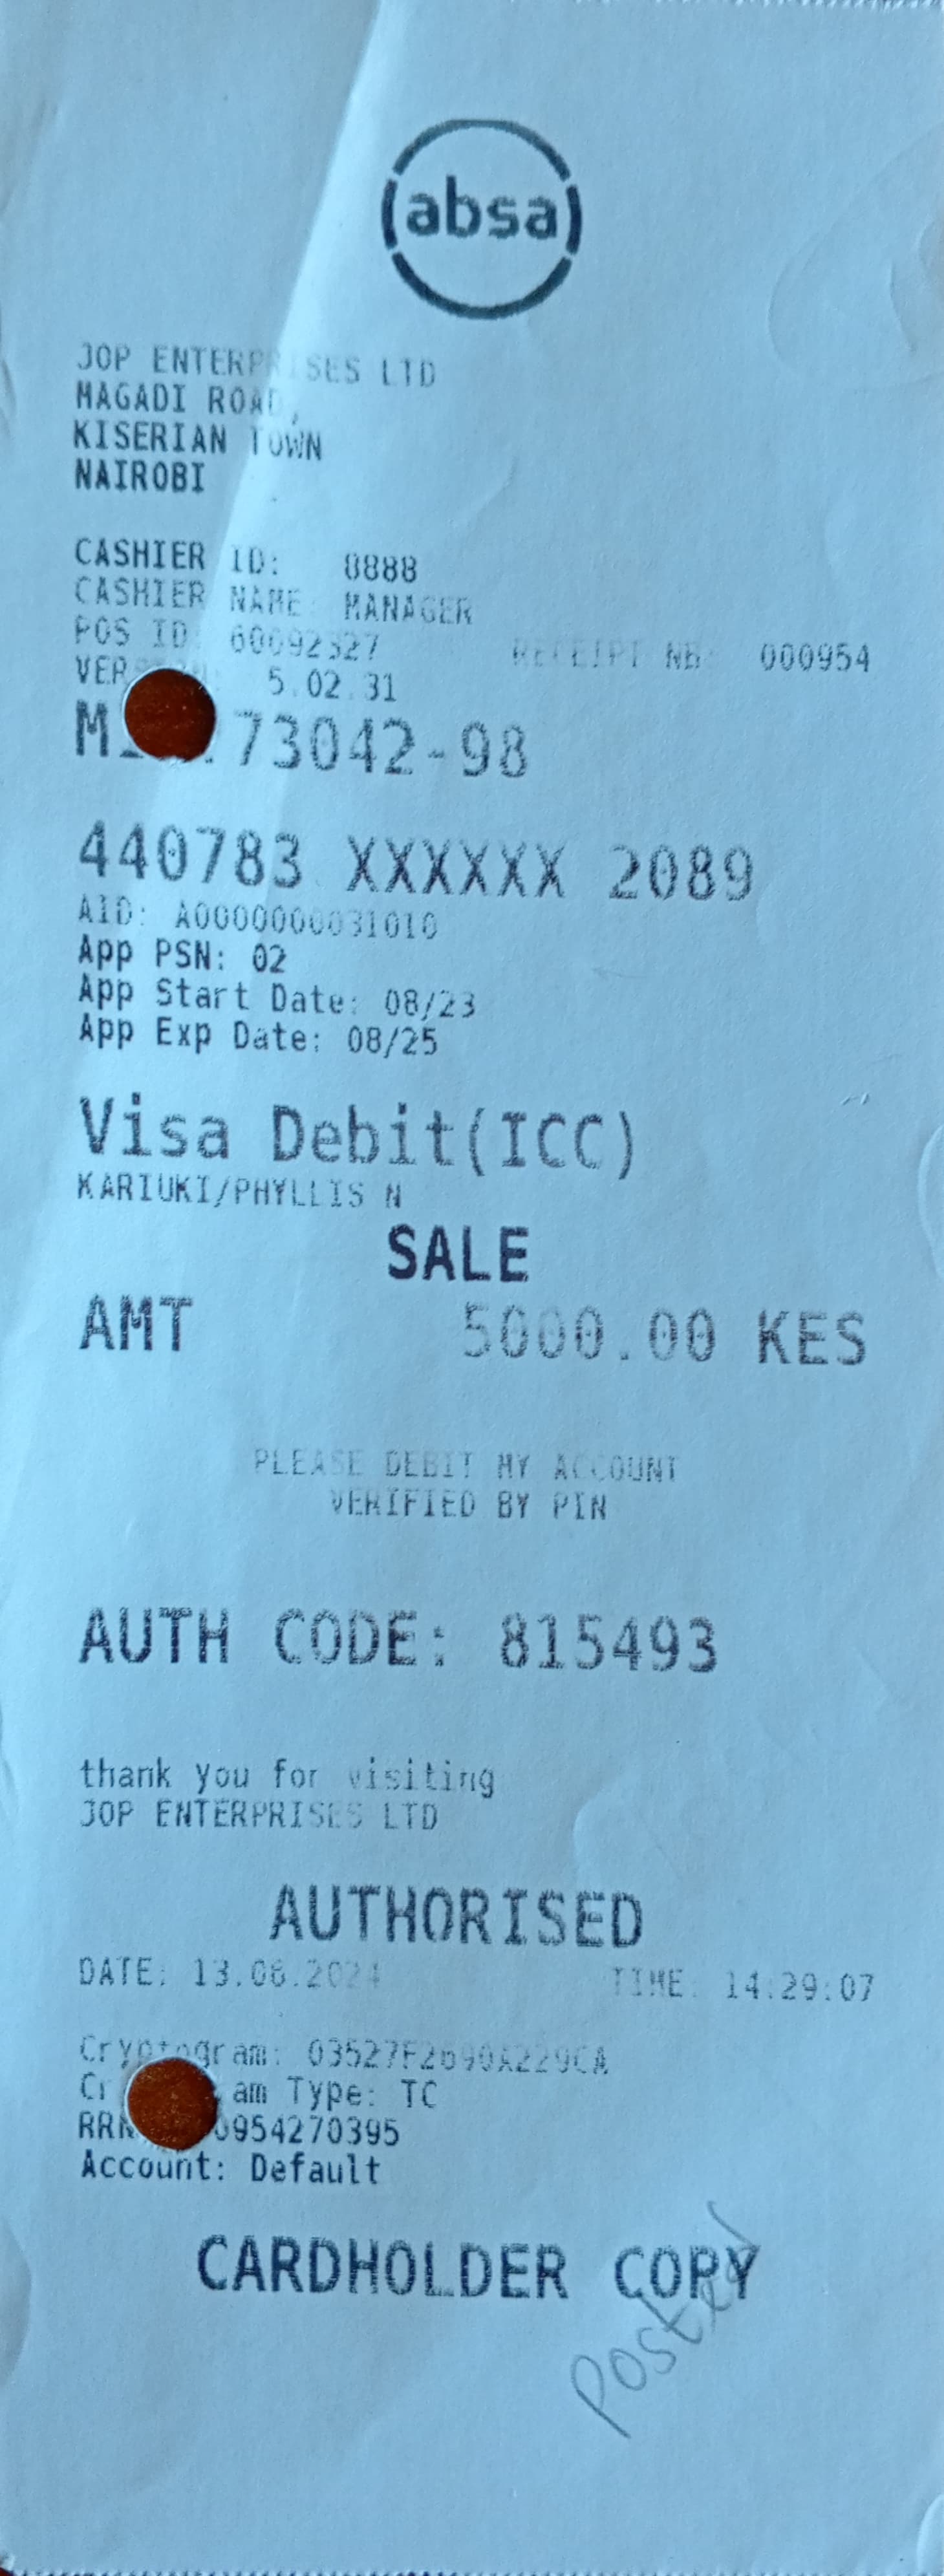 absa
JOP ENTERPRISES LTD
MAGADI ROAD,
KISERIAN TOWN
NAIROBI
CASHIER ID: 0888
CASHIER NAME: MANAGER
POS ID: 60092327 RECEIPT NB: 000954
5.02.31
73042-98
440783 XXXXXX 2089
AID: A0000000031010
App PSN: 02
App Start Date: 08/23
App Exp Date: 08/25
Visa Debit(ICC)
KARIUKI/PHYLLIS N
SALE
AMT 5000.00 KES
PLEASE DEBIT MY ACCOUNT
VERIFIED BY PIN
AUTH CODE: 815493
thank you for visiting
JOP ENTERPRISES LTD
AUTHORISED
DATE: 13.06.2024 TIME: 14:29:07
Cryptogram:
Type: TC
Account: Default
CARDHOLDER COPY
Posted